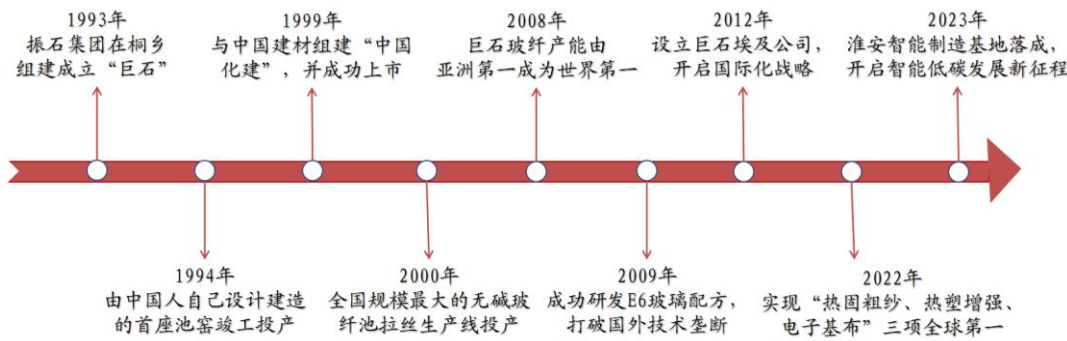 1993年
振石集团在桐乡
组建成立“巨石”
1999年
与中国建材组建“中国
化建”，并成功上市
2008年
巨石玻纤产能由
亚洲第一成为世界第一
2012年
设立巨石埃及公司，
开启国际化战略
2023年
淮安智能制造基地落成，
开启智能低碳发展新征程
1994年
由中国人自己设计建造
的首座池窑竣工投产
2000年
全国规模最大的无碱玻
纤池拉丝生产线投产
2009年
成功研发E6玻璃配方，
打破国外技术垄断
2022年
实现“热固粗纱、热塑增强、
电子基布”三项全球第一